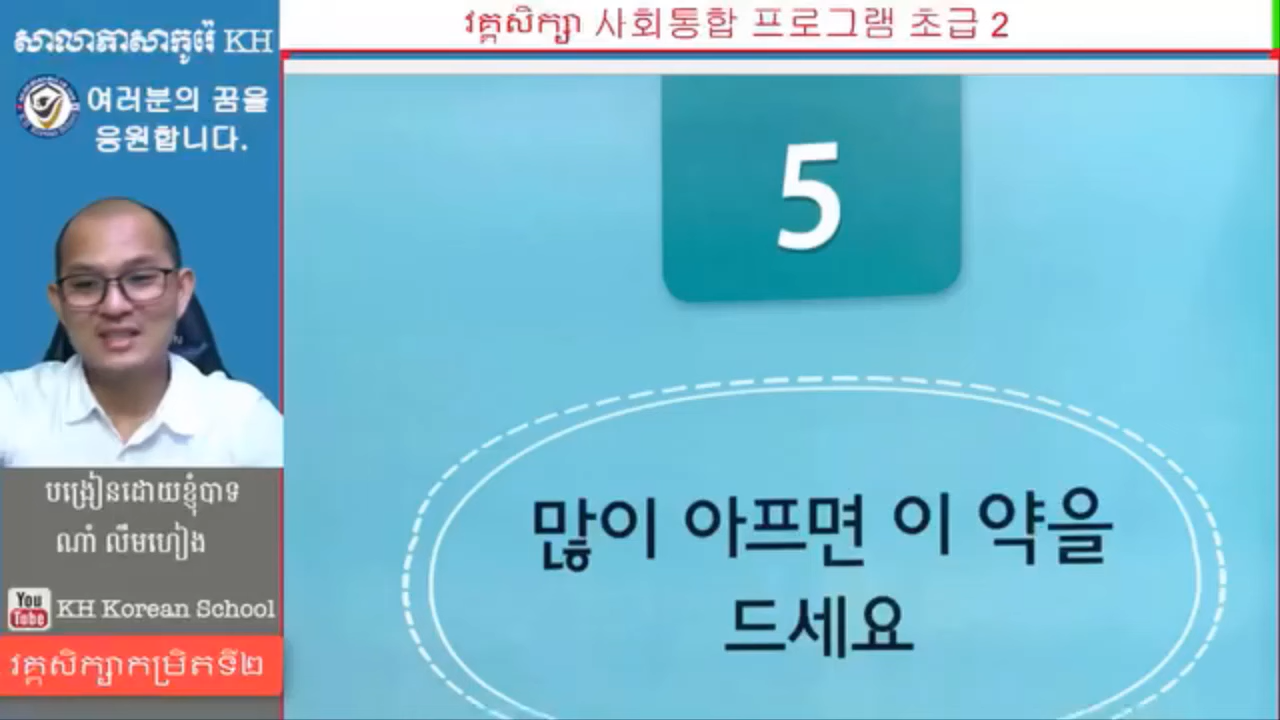 សាលាភាសាកូរ៉េ KH
여러분의 꿈을
응원합니다.
វគ្គសិក្សា 사회통합 프로그램 초급 2
5
많이 아프면 이 약을
드세요
បង្រៀនដោយខ្ញុំបាទ
ណាំ លឹមហៀង
You
Tube
KH Korean School
វគ្គសិក្សាកម្រិតទី២